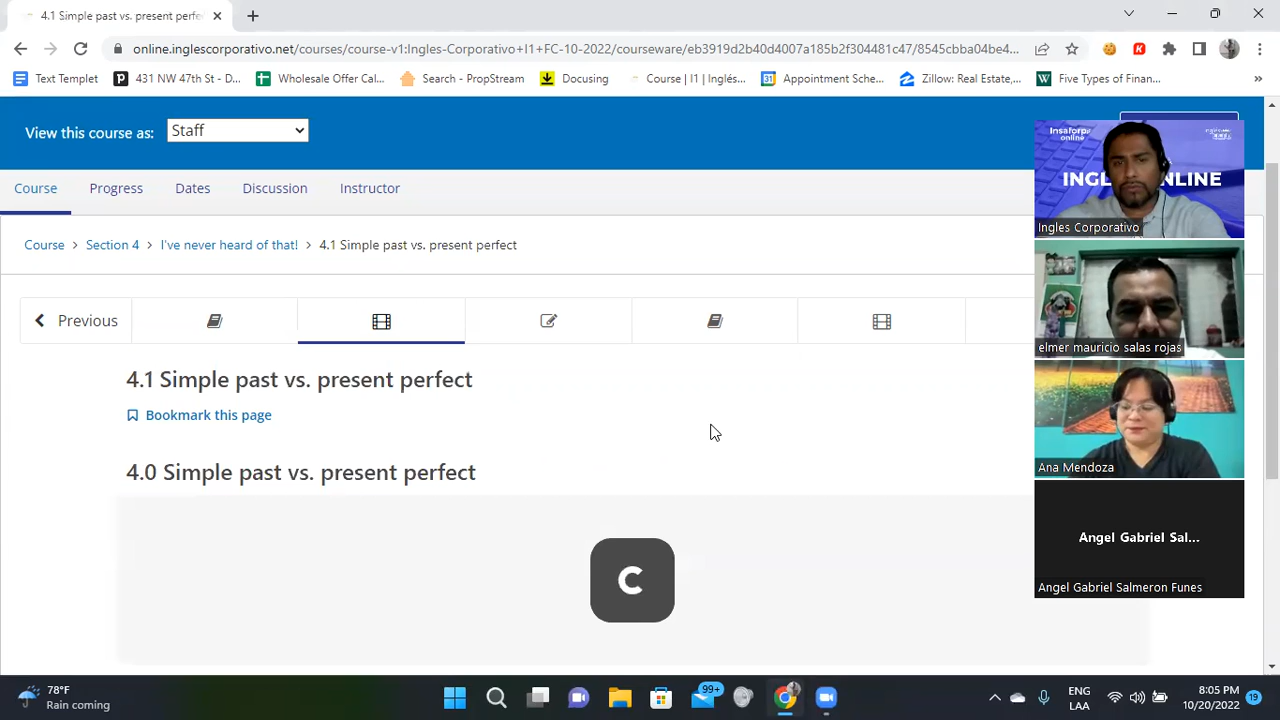 4.1 Simple past vs. present perfe
online.inglescorporativo.net/courses/course-v1:Ingles-Corporativo+I1+FC-10-2022/courseware/eb3919d2b40d4007a185b2f304481c47/8545cbba04be4...
Text Templet
431 NW 47th St - D...
Wholesale Offer Cal...
Search - PropStream
Docusing
Course | I1 | Inglés...
Appointment Sche...
Zillow: Real Estate,...
Five Types of Finan...
»
View this course as:
Staff
Course
Progress
Dates
Discussion
Instructor
Course > Section 4 > I've never heard of that! > 4.1 Simple past vs. present perfect
Previous
4.1 Simple past vs. present perfect
Bookmark this page
4.0 Simple past vs. present perfect
Insaforp
online
Ingles Corporativo
elmer mauricio salas rojas
Ana Mendoza
Angel Gabriel Sal...
Angel Gabriel Salmeron Funes
78°F
Rain coming
99+
ENG
LAA
8:05 PM
10/20/2022
19